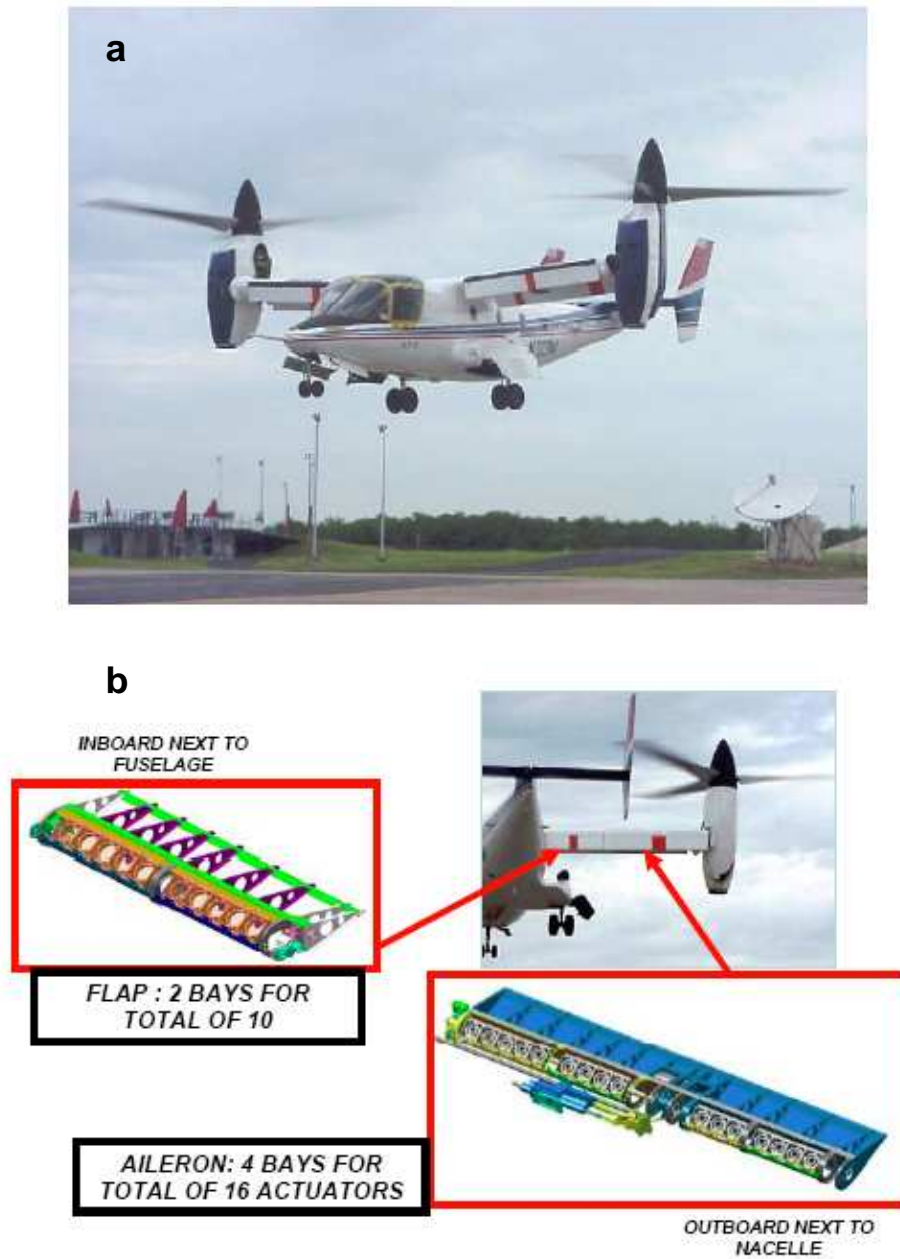 a
b
INBOARD NEXT TO
FUSELAGE
FLAP : 2 BAYS FOR
TOTAL OF 10
AILERON: 4 BAYS FOR
TOTAL OF 16 ACTUATORS
OUTBOARD NEXT TO
NACELLE